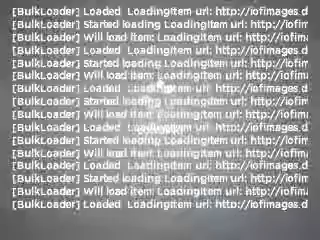 [BulkLoader] Loaded LoadingItem url: http://iofimages.d
[BulkLoader] Started loading LoadingItem url: http://iofim
[BulkLoader] Will load item: LoadingItem url: http://iofim
[BulkLoader] Loaded LoadingItem url: http://iofimages.d
[BulkLoader] Started loading LoadingItem url: http://iofim
[BulkLoader] Will load item: LoadingItem url: http://iofim
[BulkLoader] Loaded LoadingItem url: http://iofimages.d
[BulkLoader] Started loading LoadingItem url: http://iofim
[BulkLoader] Will load item: LoadingItem url: http://iofim
[BulkLoader] Loaded LoadingItem url: http://iofimages.d
[BulkLoader] Started loading LoadingItem url: http://iofim
[BulkLoader] Will load item: LoadingItem url: http://iofim
[BulkLoader] Loaded LoadingItem url: http://iofimages.d
[BulkLoader] Started loading LoadingItem url: http://iofim
[BulkLoader] Will load item: LoadingItem url: http://iofim
[BulkLoader] Loaded LoadingItem url: http://iofimages.d